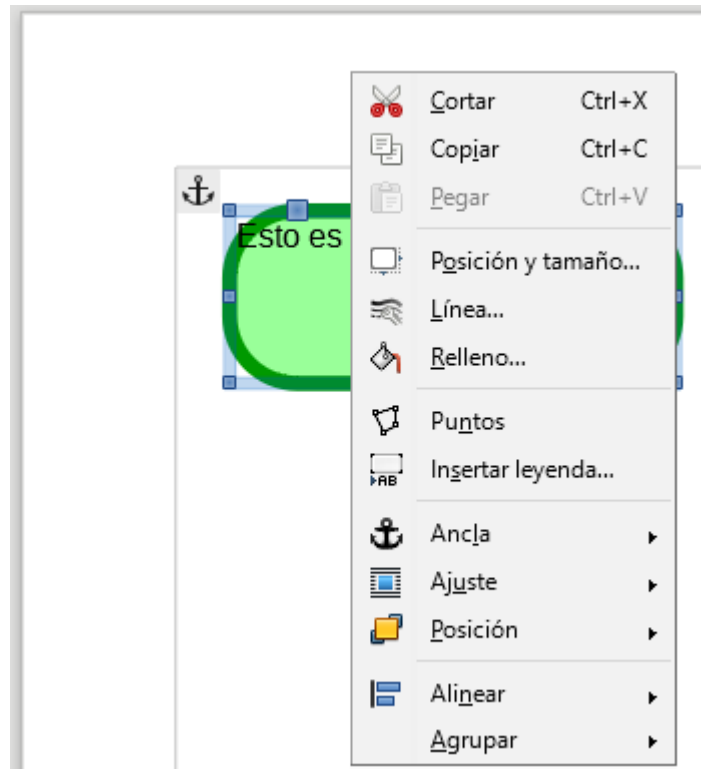 Cortar Ctrl+X
Copiar Ctrl+C
Pegar Ctrl+V
Esto es
Posición y tamaño...
Línea...
Relleno...
Puntos
Insertar leyenda...
AB
Ancla
Ajuste
Posición
Alinear
Agrupar